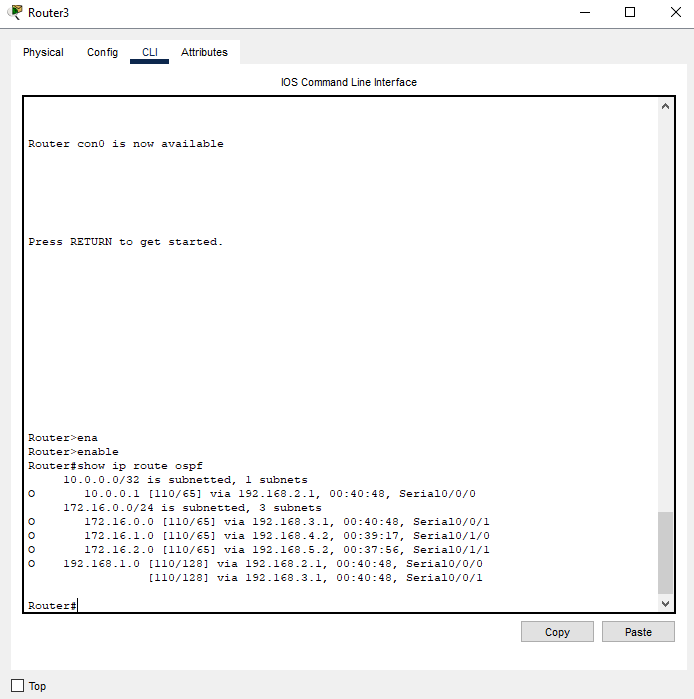 Router3
Physical Config CLI Attributes
IOS Command Line Interface
Router con0 is now available
Press RETURN to get started.
Router>ena
Router>enable
Router#show ip route ospf
     10.0.0.0/32 is subnetted, 1 subnets
O       10.0.0.1 [110/65] via 192.168.2.1, 00:40:48, Serial0/0/0
     172.16.0.0/24 is subnetted, 3 subnets
O       172.16.0.0 [110/65] via 192.168.3.1, 00:40:48, Serial0/0/1
O       172.16.1.0 [110/65] via 192.168.4.2, 00:39:17, Serial0/1/0
O       172.16.2.0 [110/65] via 192.168.5.2, 00:37:56, Serial0/1/1
O    192.168.1.0 [110/128] via 192.168.2.1, 00:40:48, Serial0/0/0
                 [110/128] via 192.168.3.1, 00:40:48, Serial0/0/1
Router#
Copy Paste
Top